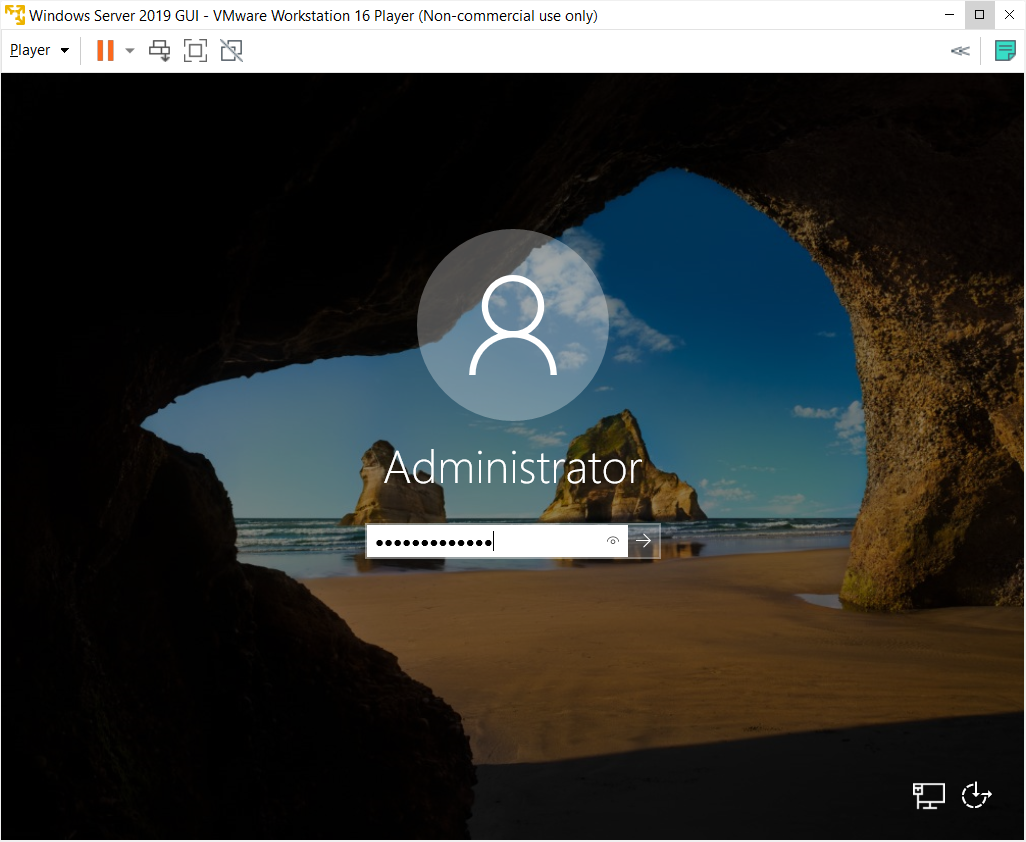 Windows Server 2019 GUI - VMware Workstation 16 Player (Non-commercial use only)
Player
Administrator
●●●●●●●●●●●●●